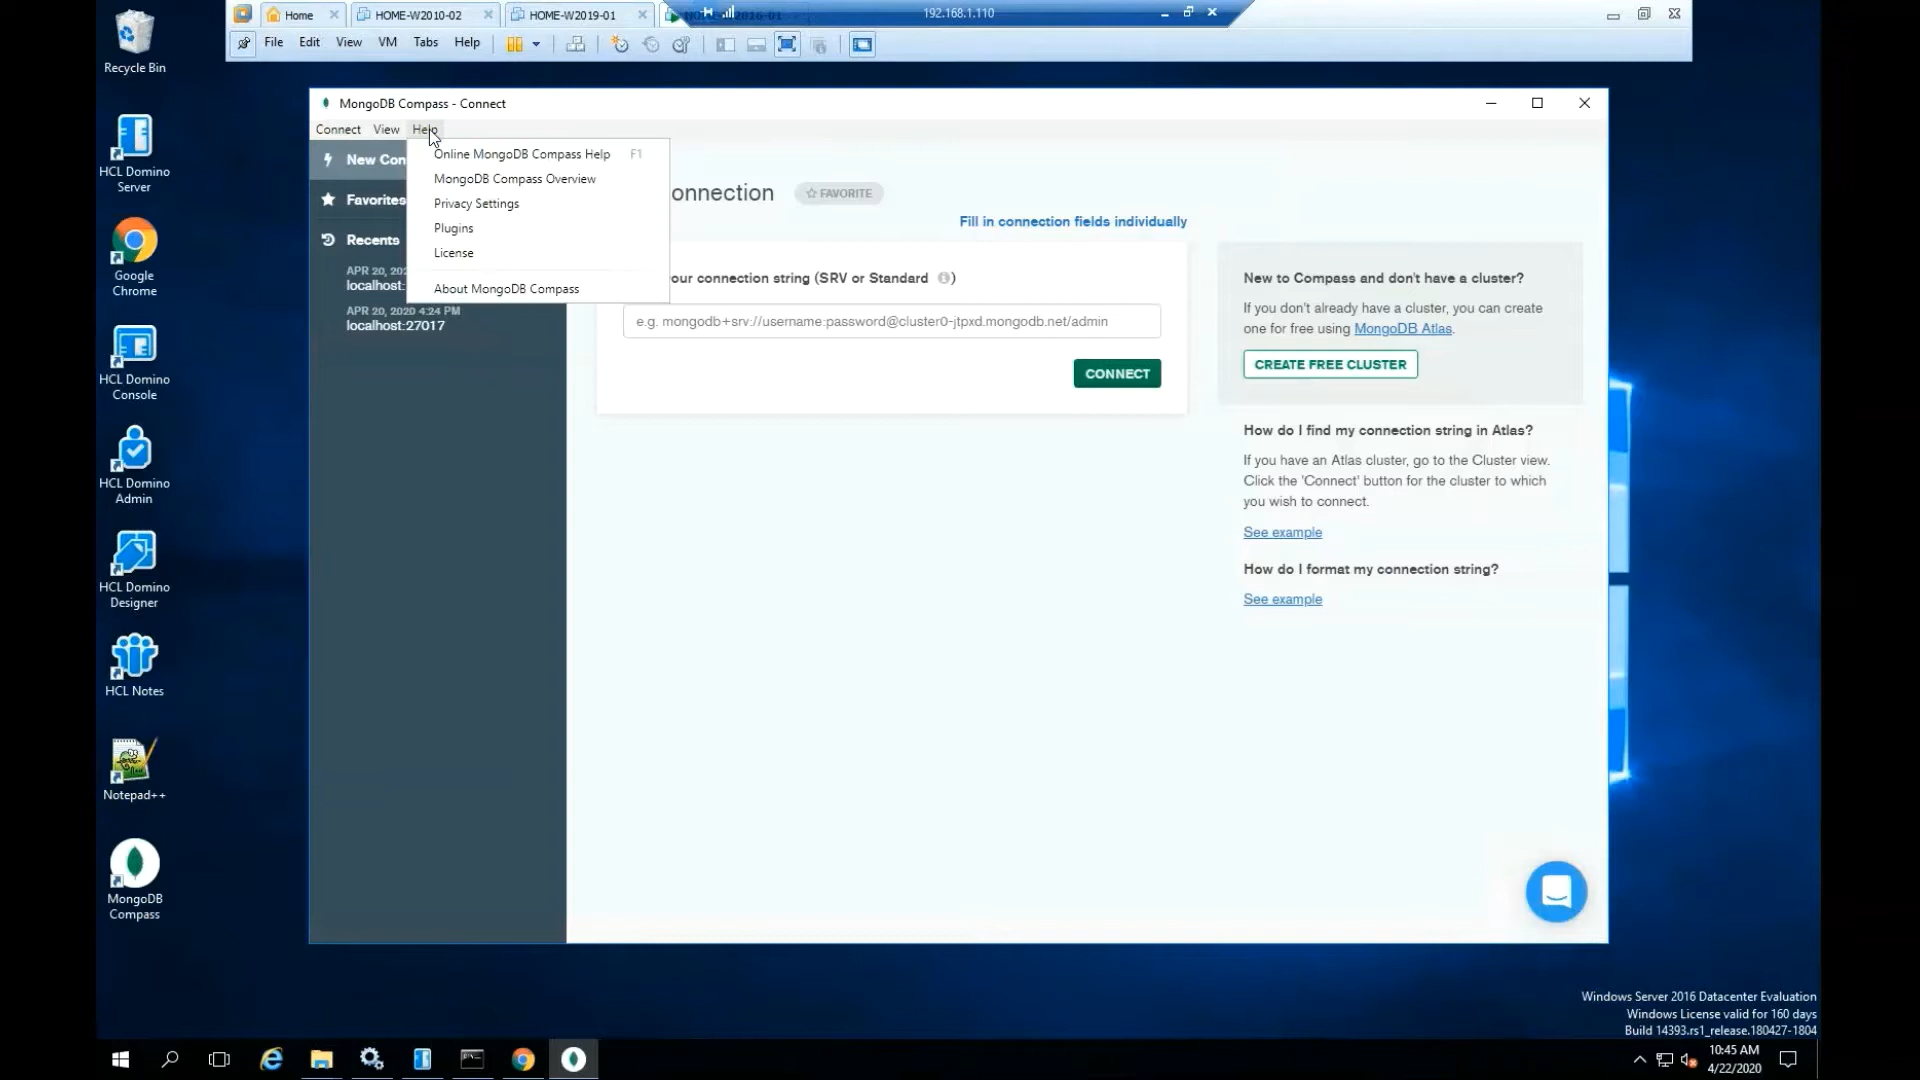 Recycle Bin
HCL Domino
Server
Google
Chrome
HCL Domino
Console
HCL Domino
Admin
HCL Domino
Designer
HCL Notes
Notepad++
MongoDB
Compass
Home
HOME-W2010-02
HOME-W2019-01
192.168.1.110
File Edit View VM Tabs Help
MongoDB Compass - Connect
Connect View Help
New Con
Favorites
Recents
APR 20, 202
localhost:
APR 20, 2020 4:24 PM
localhost:27017
Online MongoDB Compass Help F1
MongoDB Compass Overview
Privacy Settings
Plugins
License
About MongoDB Compass
onnection
FAVORITE
Fill in connection fields individually
our connection string (SRV or Standard )
e.g. mongodb+srv://username:password@cluster0-jtpxd.mongodb.net/admin
CONNECT
New to Compass and don't have a cluster?
If you don't already have a cluster, you can create
one for free using MongoDB Atlas.
CREATE FREE CLUSTER
How do I find my connection string in Atlas?
If you have an Atlas cluster, go to the Cluster view.
Click the 'Connect' button for the cluster to which
you wish to connect.
See example
How do I format my connection string?
See example
Windows Server 2016 Datacenter Evaluation
Windows License valid for 160 days
Build 14393.rs1_release.180427-1804
10:45 AM
4/22/2020